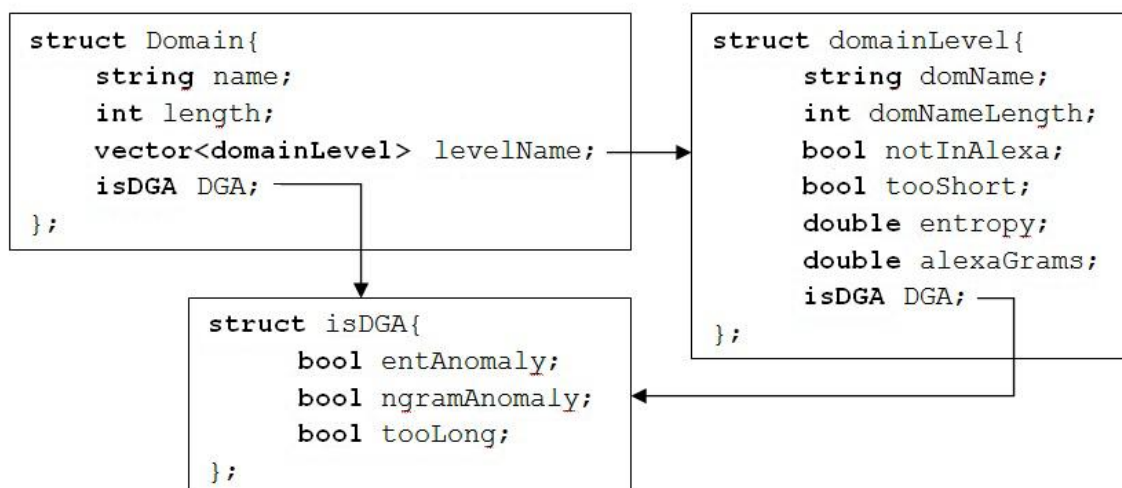 struct Domain{
string name;
int length;
vector<domainLevel> levelName;
isDGA DGA;
};
struct domainLevel{
string domName;
int domNameLength;
bool notInAlexa;
bool tooShort;
double entropy;
double alexaGrams;
isDGA DGA;
};
struct isDGA{
bool entAnomaly;
bool ngramAnomaly;
bool tooLong;
};